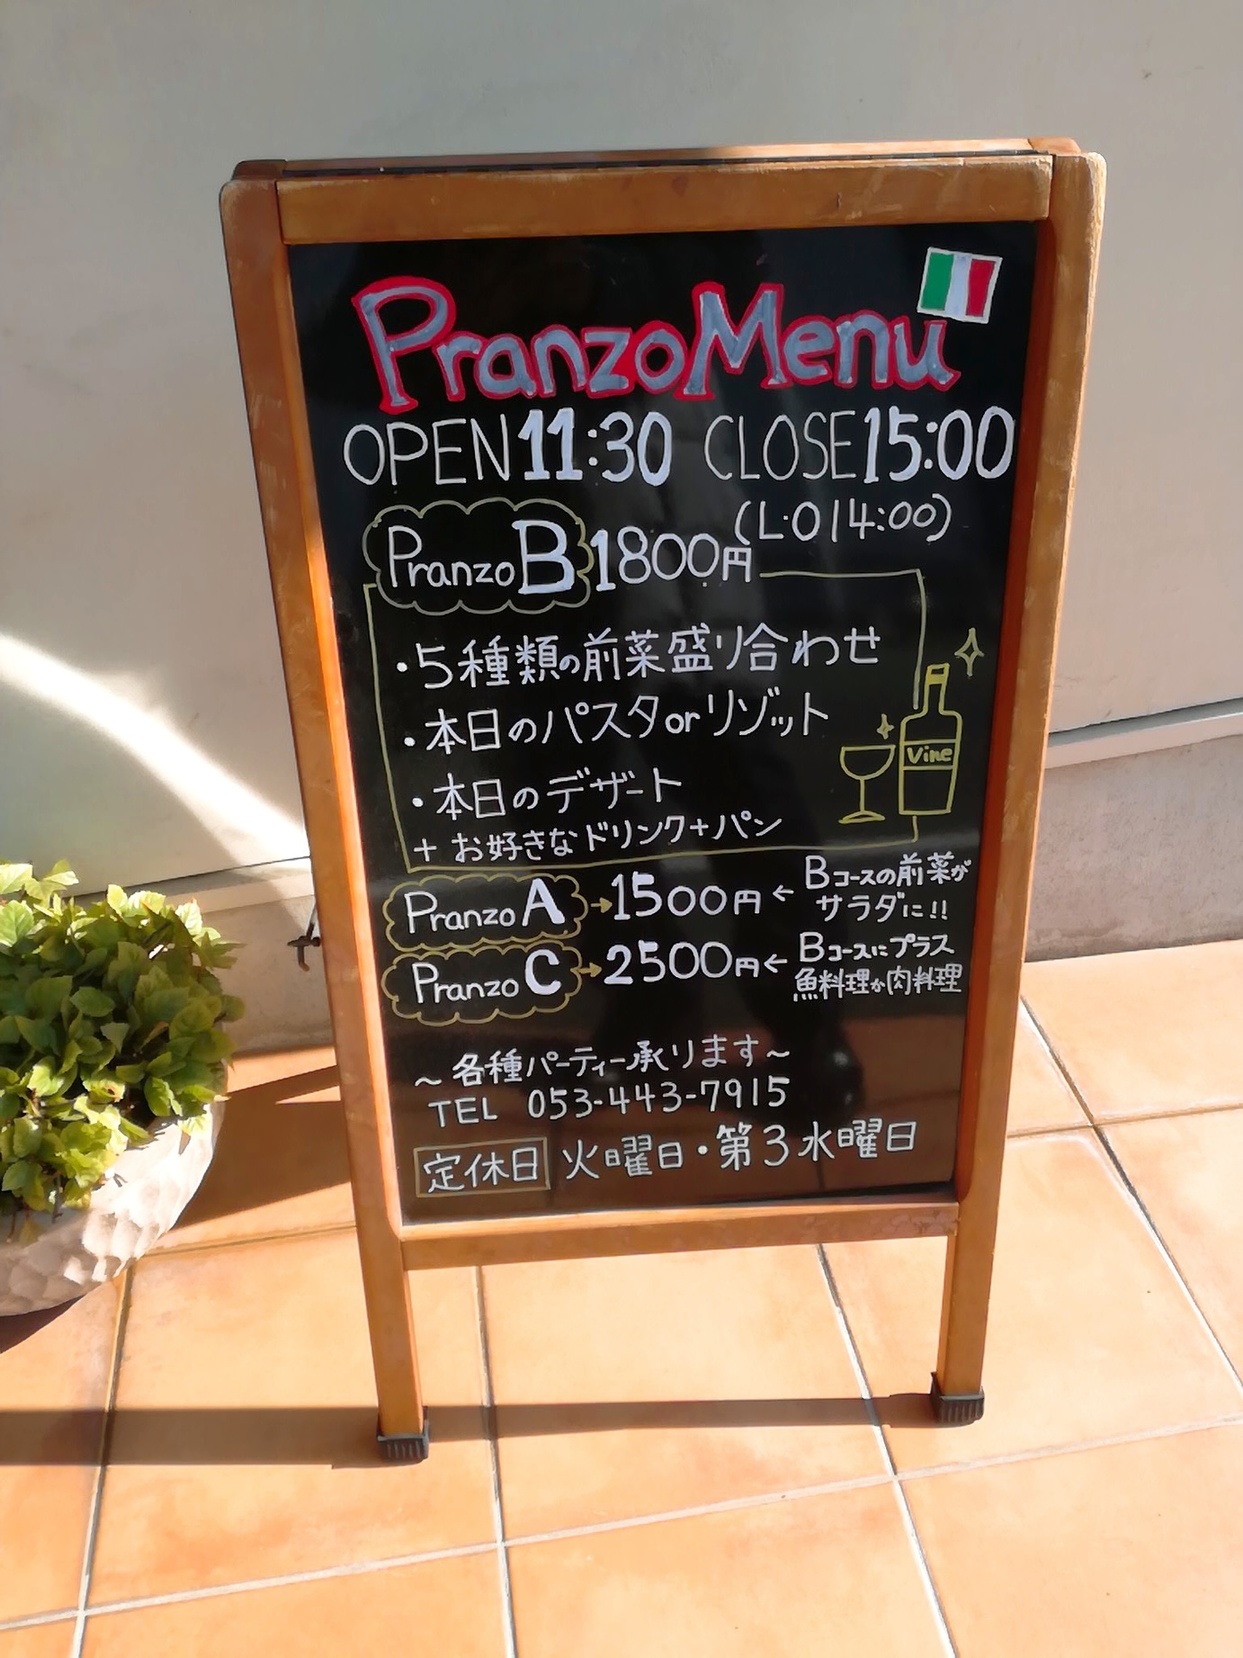 Pranzo Menu
OPEN 11:30 CLOSE 15:00
(L.O 14:00)
Pranzo B 1800円
・5種類の前菜盛り合わせ
・本日のパスタorリゾット
・本日のデザート
+ お好きなドリンク+パン
Vine
Pranzo A → 1500円 ← Bコースの前菜が
サラダに!!
Pranzo C → 2500円 ← Bコースにプラス
魚料理か肉料理
～各種パーティー承ります～
TEL 053-443-7915
定休日 火曜日・第3水曜日